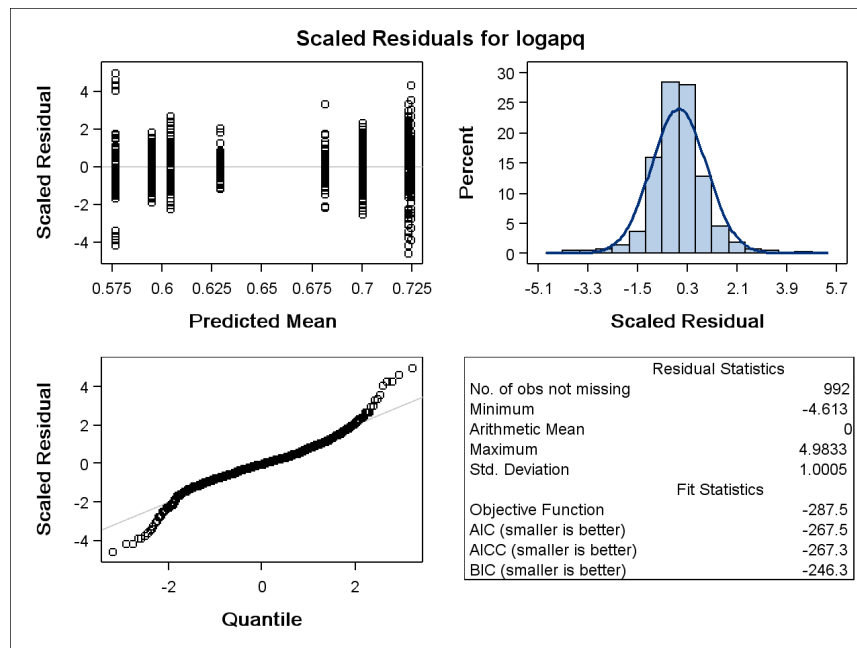 Scaled Residuals for logapq
Scaled Residual
4
2
0
-2
-4
0.575 0.6 0.625 0.65 0.675 0.7 0.725
Predicted Mean
Percent
30
25
20
15
10
5
0
-5.1 -3.3 -1.5 0.3 2.1 3.9 5.7
Scaled Residual
Scaled Residual
4
2
0
-2
-4
-2 0 2
Quantile
Residual Statistics
No. of obs not missing 992
Minimum -4.613
Arithmetic Mean 0
Maximum 4.9833
Std. Deviation 1.0005
Fit Statistics
Objective Function -287.5
AIC (smaller is better) -267.5
AICC (smaller is better) -267.3
BIC (smaller is better) -246.3